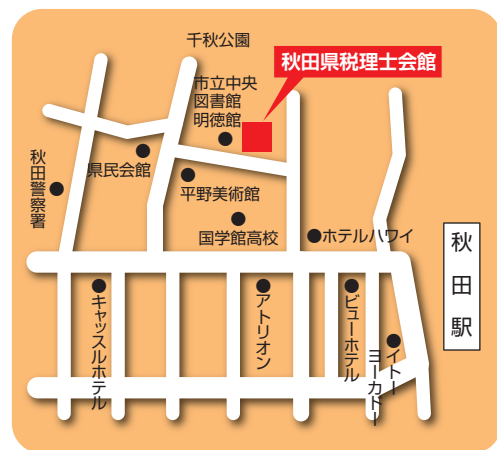 千秋公園
秋田県税理士会館
市立中央
図書館
明徳館
県民会館
秋田警察署
平野美術館
国学館高校
ホテルハワイ
秋田駅
キャッスルホテル
アトリオン
ビューホテル
イトー
ヨーカドー